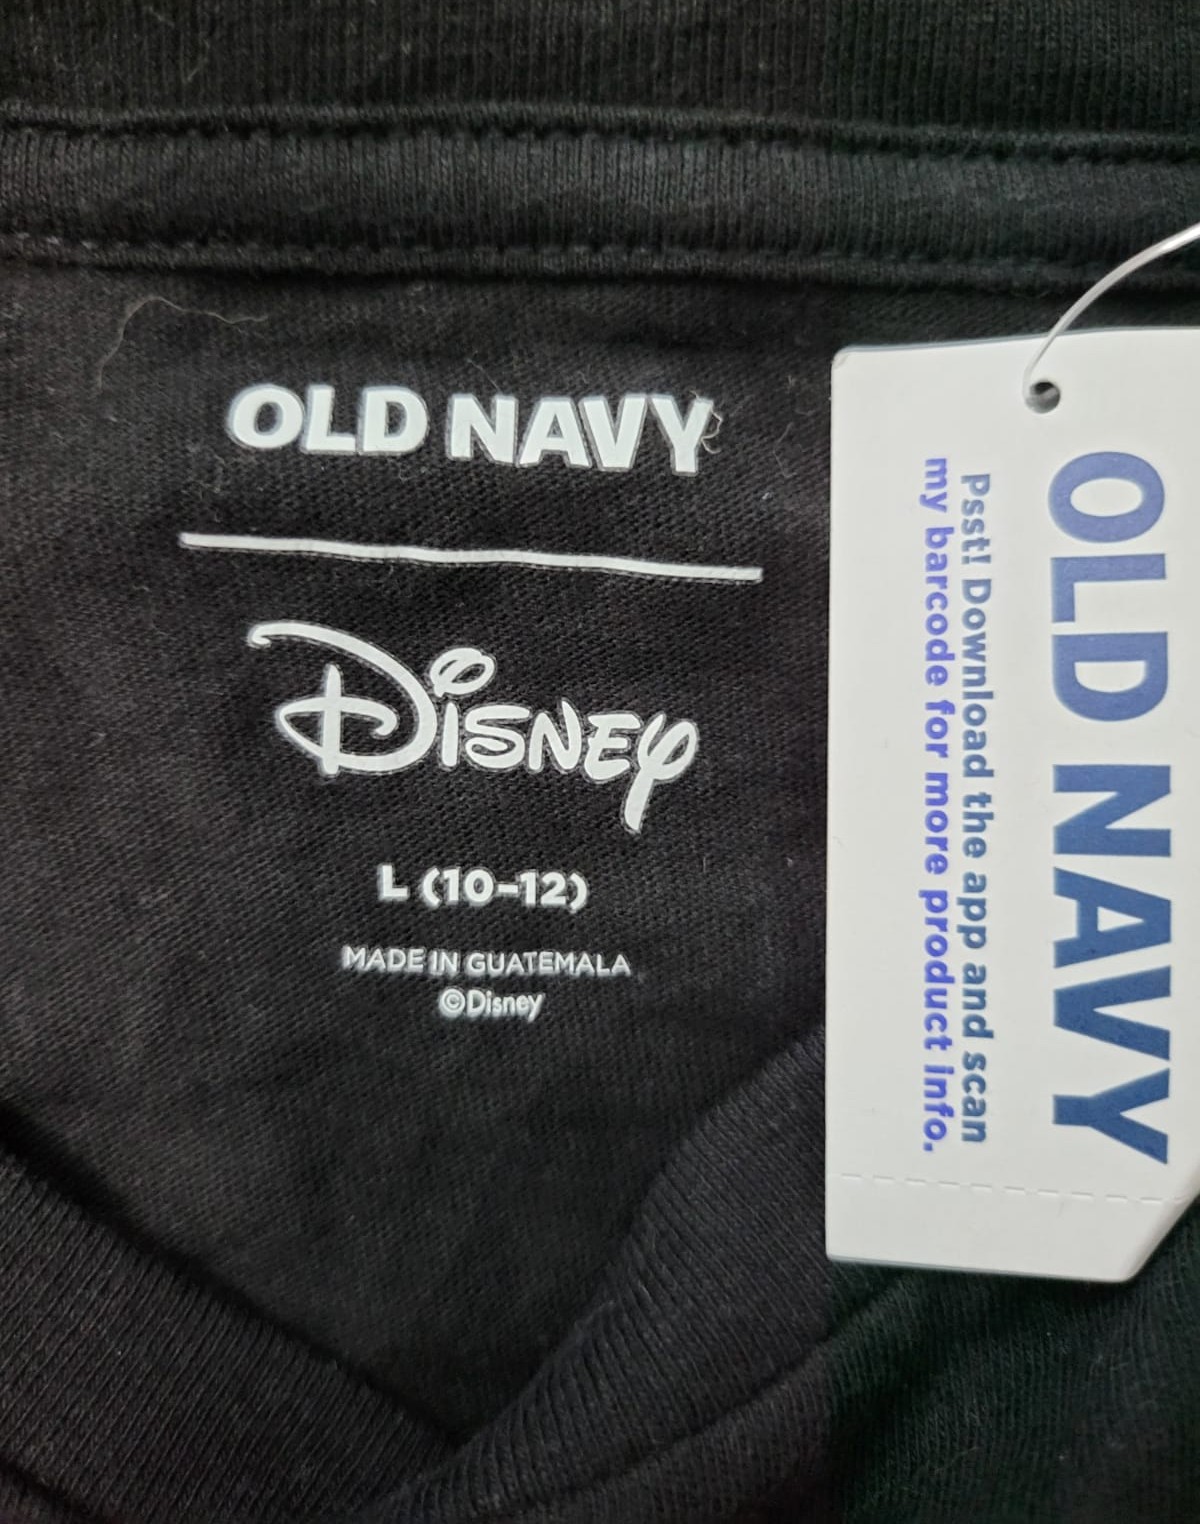 OLD NAVY
Disney
L (10-12)
MADE IN GUATEMALA
©Disney
OLD NAVY
Psst! Download the app and scan
my barcode for more product info.